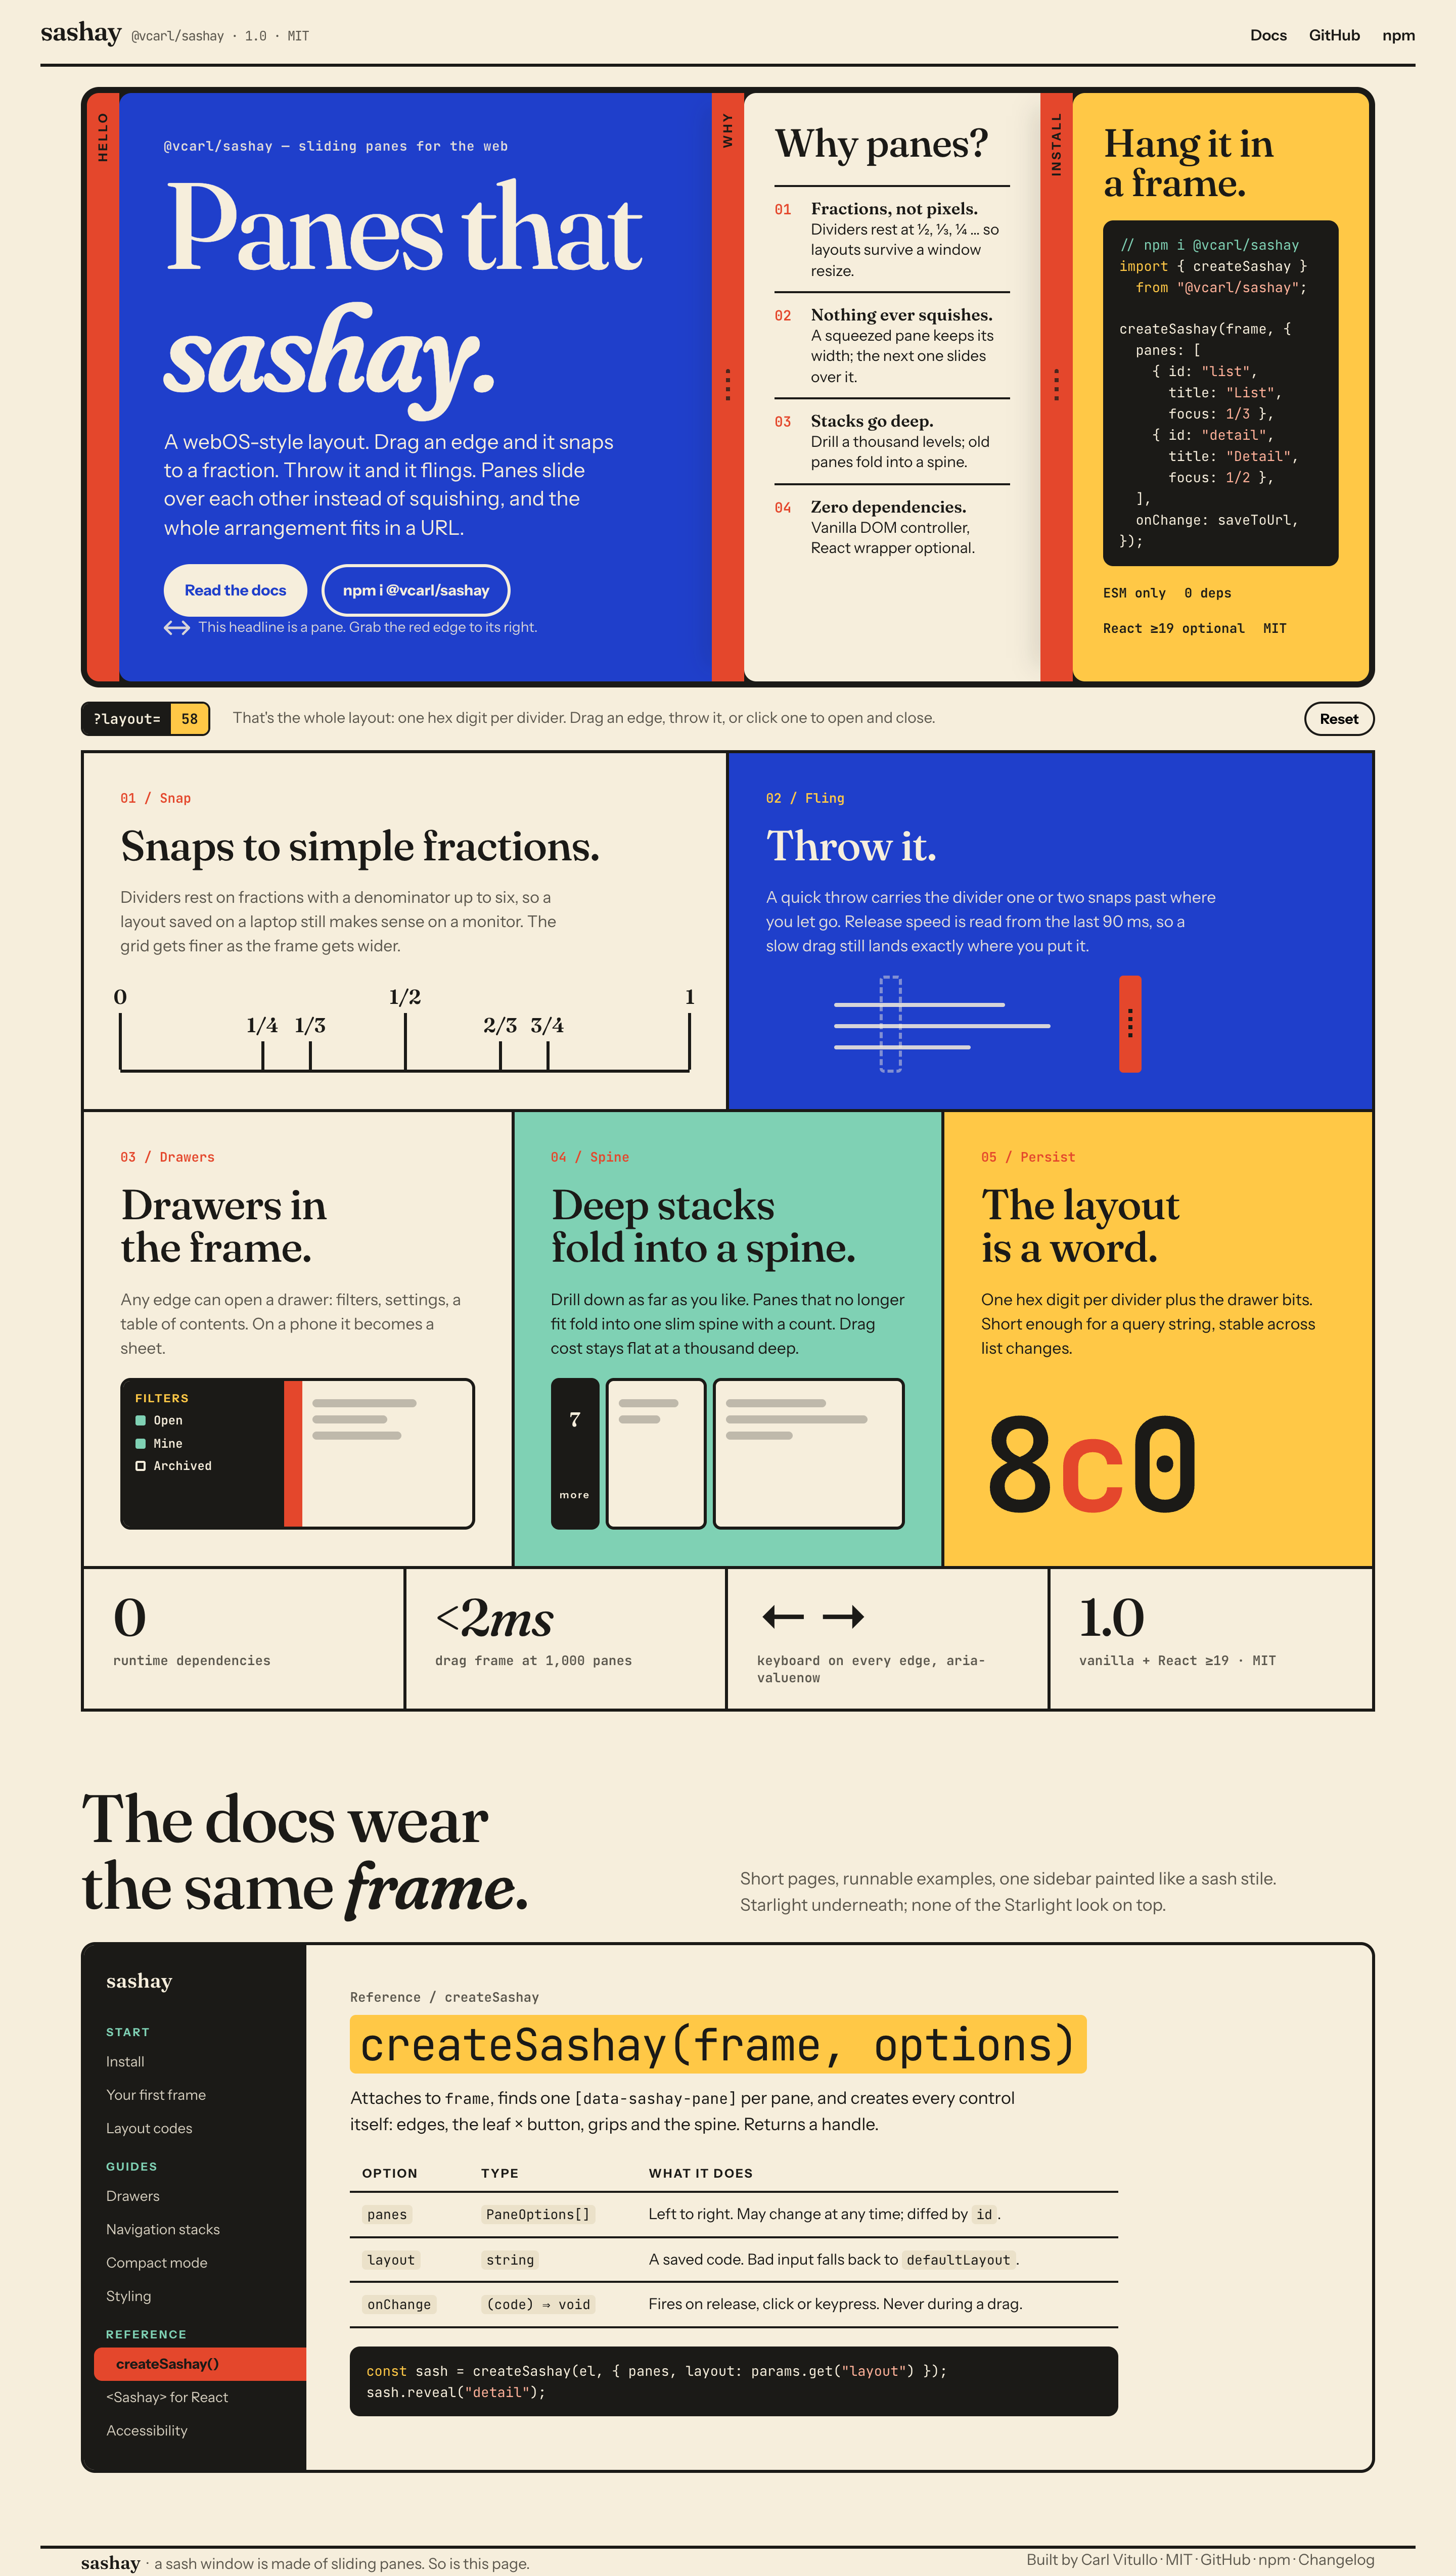 sashay @vcarl/sashay · 1.0 · MIT
Docs GitHub npm
HELLO
@vcarl/sashay — sliding panes for the web
Panes that
sashay.
A webOS-style layout. Drag an edge and it snaps
to a fraction. Throw it and it flings. Panes slide
over each other instead of squishing, and the
whole arrangement fits in a URL.
Read the docs
npm i @vcarl/sashay
This headline is a pane. Grab the red edge to its right.
WHY
Why panes?
01 Fractions, not pixels.
Dividers rest at ½, ⅓, ¼ … so
layouts survive a window
resize.
02 Nothing ever squishes.
A squeezed pane keeps its
width; the next one slides
over it.
03 Stacks go deep.
Drill a thousand levels; old
panes fold into a spine.
04 Zero dependencies.
Vanilla DOM controller,
React wrapper optional.
INSTALL
Hang it in
a frame.
// npm i @vcarl/sashay
import { createSashay }
from "@vcarl/sashay";
createSashay(frame, {
panes: [
{ id: "list",
title: "List",
focus: 1/3 },
{ id: "detail",
title: "Detail",
focus: 1/2 },
],
onChange: saveToUrl,
});
ESM only 0 deps
React ≥19 optional MIT
?layout= 58
That's the whole layout: one hex digit per divider. Drag an edge, throw it, or click one to open and close.
Reset
01 / Snap
Snaps to simple fractions.
Dividers rest on fractions with a denominator up to six, so a
layout saved on a laptop still makes sense on a monitor. The
grid gets finer as the frame gets wider.
0 1/4 1/3 1/2 2/3 3/4 1
02 / Fling
Throw it.
A quick throw carries the divider one or two snaps past where
you let go. Release speed is read from the last 90 ms, so a
slow drag still lands exactly where you put it.
03 / Drawers
Drawers in
the frame.
Any edge can open a drawer: filters, settings, a
table of contents. On a phone it becomes a
sheet.
FILTERS
Open
Mine
Archived
04 / Spine
Deep stacks
fold into a spine.
Drill down as far as you like. Panes that no longer
fit fold into one slim spine with a count. Drag
cost stays flat at a thousand deep.
7
more
05 / Persist
The layout
is a word.
One hex digit per divider plus the drawer bits.
Short enough for a query string, stable across
list changes.
8c0
0
runtime dependencies
<2ms
drag frame at 1,000 panes
← →
keyboard on every edge, aria-
valuenow
1.0
vanilla + React ≥19 · MIT
The docs wear
the same frame.
Short pages, runnable examples, one sidebar painted like a sash stile.
Starlight underneath; none of the Starlight look on top.
sashay
START
Install
Your first frame
Layout codes
GUIDES
Drawers
Navigation stacks
Compact mode
Styling
REFERENCE
createSashay()
<Sashay> for React
Accessibility
Reference / createSashay
createSashay(frame, options)
Attaches to frame, finds one [data-sashay-pane] per pane, and creates every control
itself: edges, the leaf × button, grips and the spine. Returns a handle.
OPTION TYPE WHAT IT DOES
panes PaneOptions[] Left to right. May change at any time; diffed by id.
layout string A saved code. Bad input falls back to defaultLayout.
onChange (code) ⇒ void Fires on release, click or keypress. Never during a drag.
const sash = createSashay(el, { panes, layout: params.get("layout") });
sash.reveal("detail");
sashay · a sash window is made of sliding panes. So is this page.
Built by Carl Vitullo · MIT · GitHub · npm · Changelog